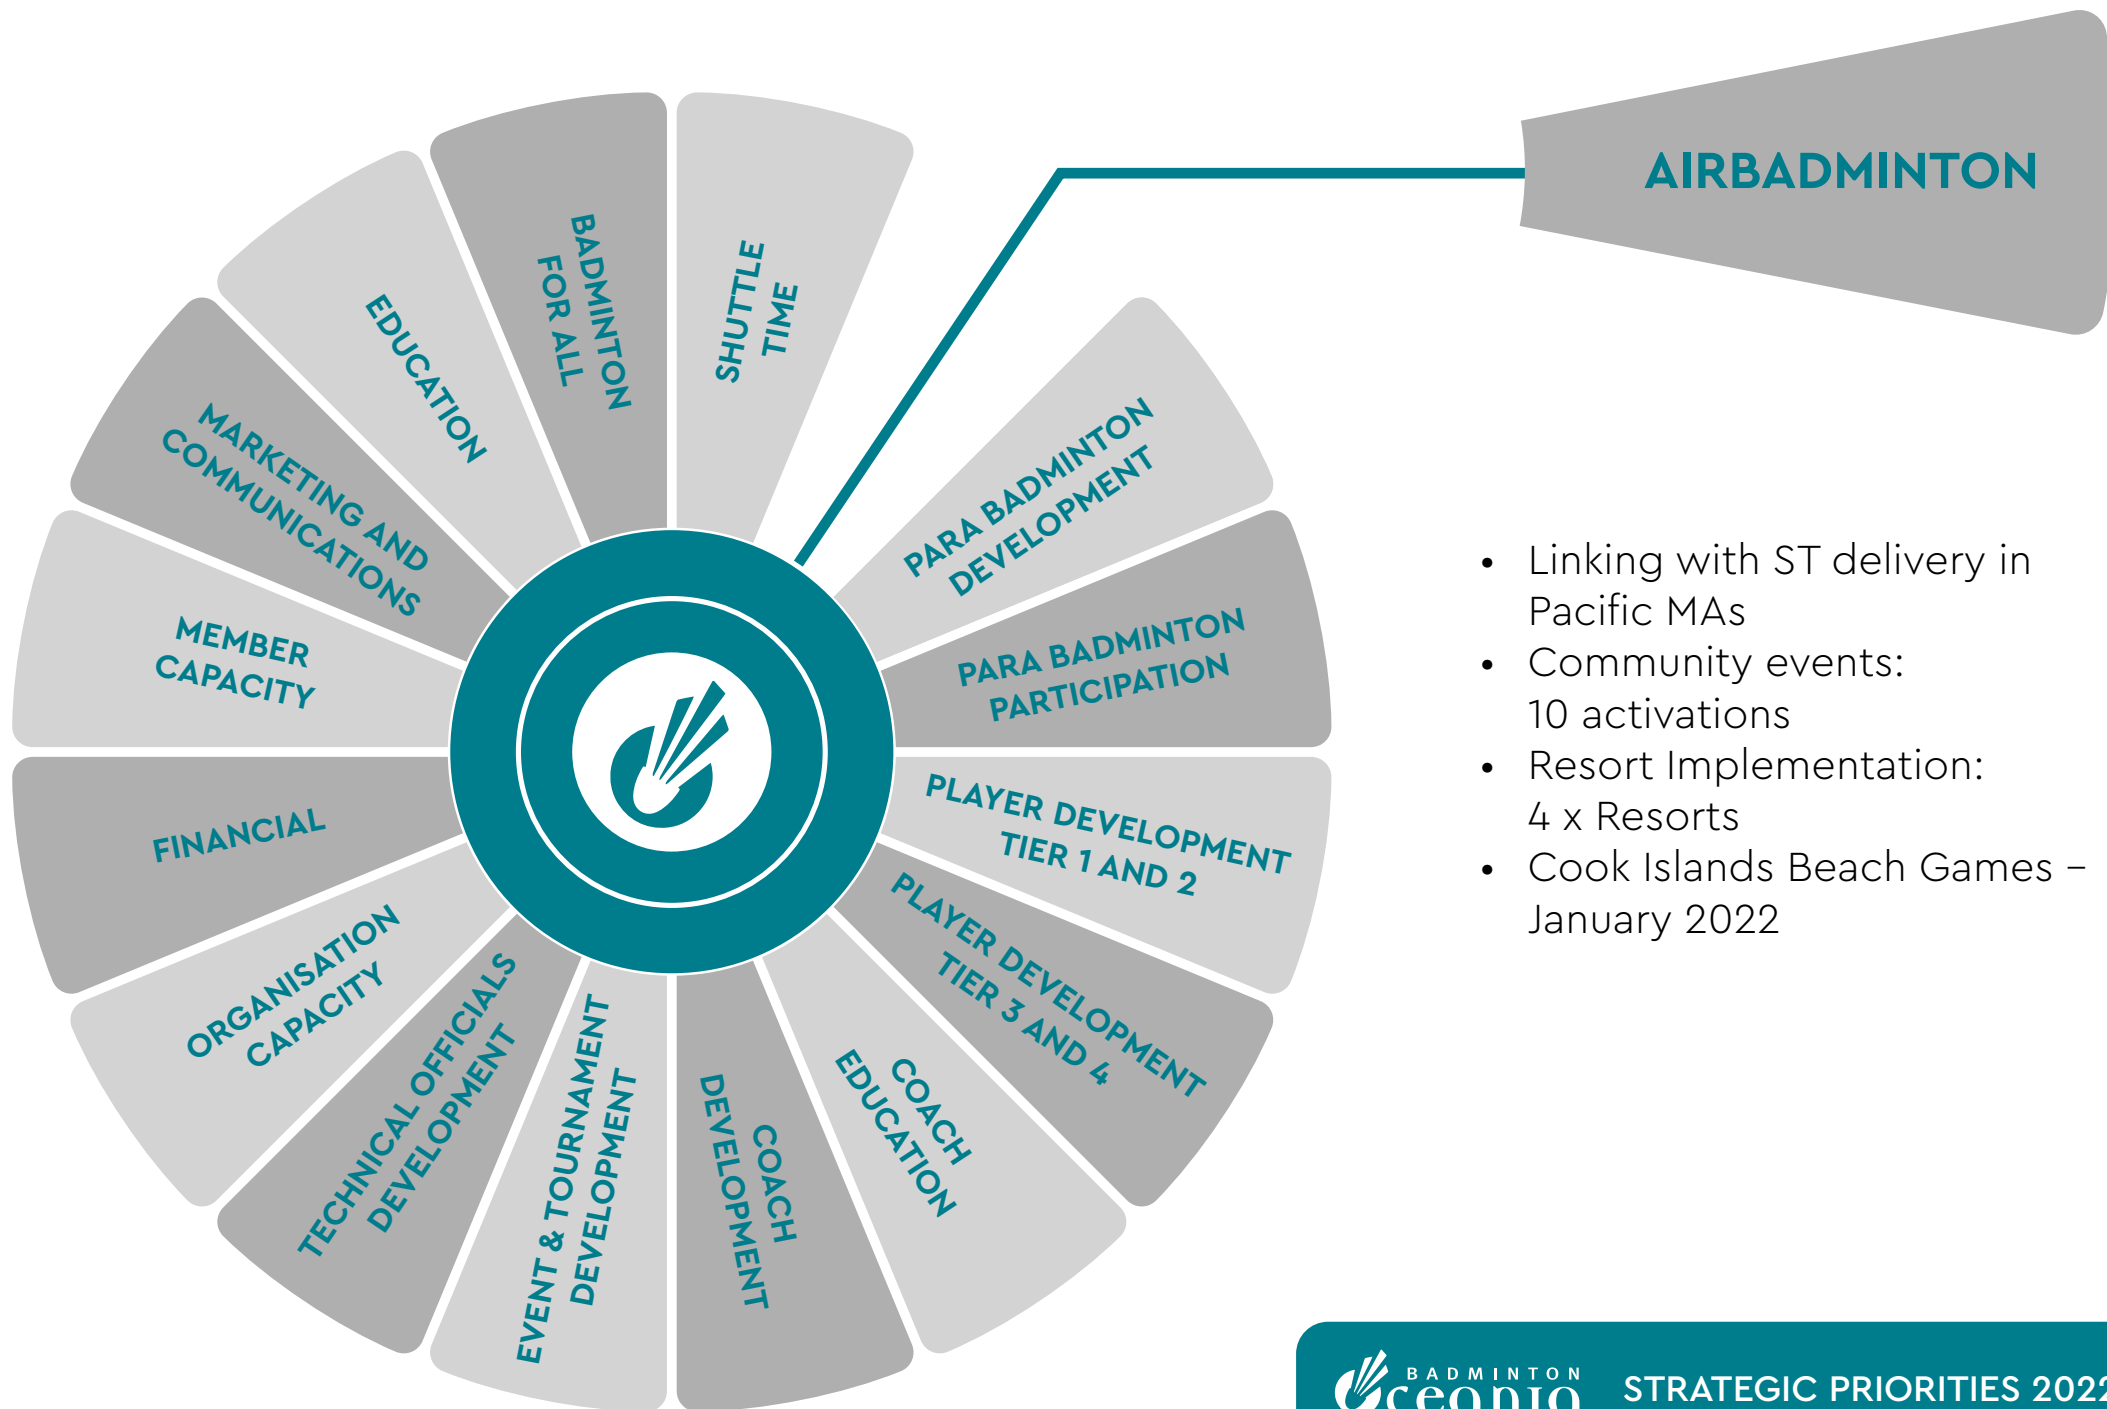 AIRBADMINTON
SHUTTLE
TIME
PARA BADMINTON
DEVELOPMENT
PARA BADMINTON
PARTICIPATION
PLAYER DEVELOPMENT
TIER 1 AND 2
PLAYER DEVELOPMENT
TIER 3 AND 4
COACH
EDUCATION
COACH
DEVELOPMENT
EVENT & TOURNAMENT
DEVELOPMENT
TECHNICAL OFFICIALS
DEVELOPMENT
ORGANISATION
CAPACITY
FINANCIAL
MEMBER
CAPACITY
MARKETING AND
COMMUNICATIONS
EDUCATION
BADMINTON
FOR ALL
• Linking with ST delivery in
Pacific MAs
• Community events:
10 activations
• Resort Implementation:
4 x Resorts
• Cook Islands Beach Games –
January 2022
BADMINTON
Oceania
STRATEGIC PRIORITIES 2022